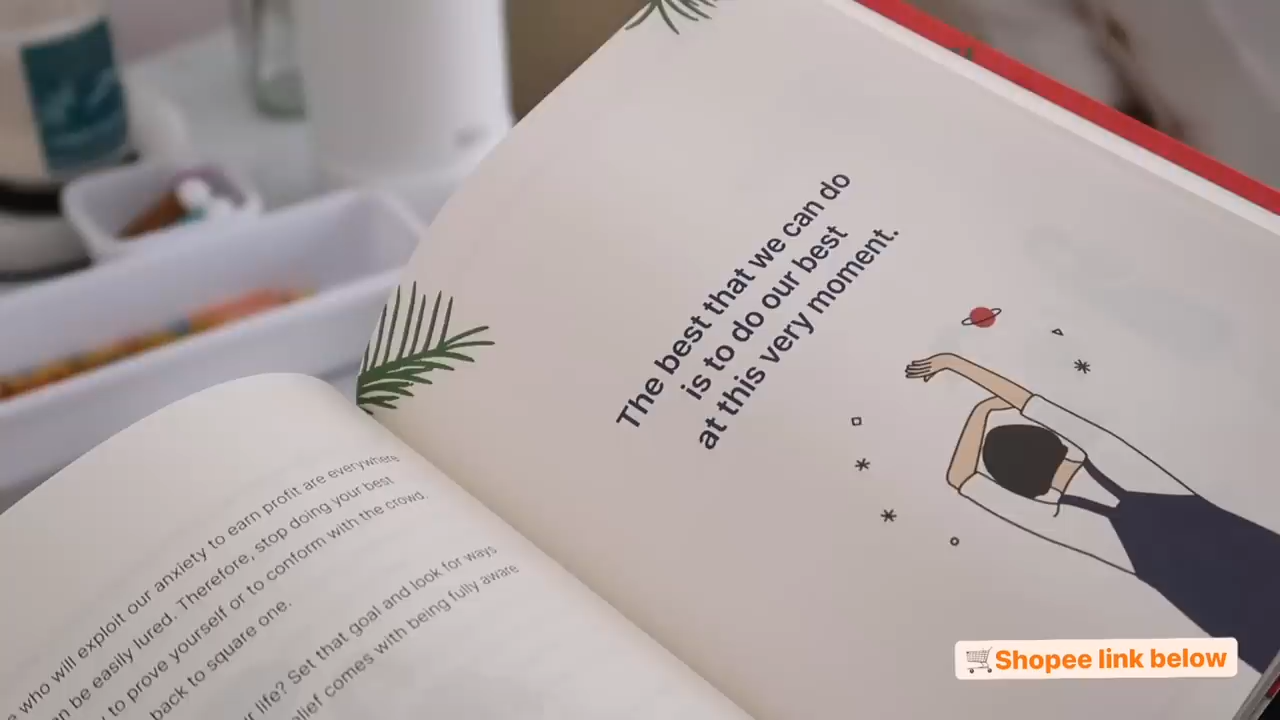 who will exploit our anxiety to earn profit are everywhere
be easily lured. Therefore, stop doing your best
to prove yourself or to conform with the crowd.
back to square one.
life? Set that goal and look for ways
comes with being fully aware
The best that we can do
is to do our best
at this very moment.
Shopee link below